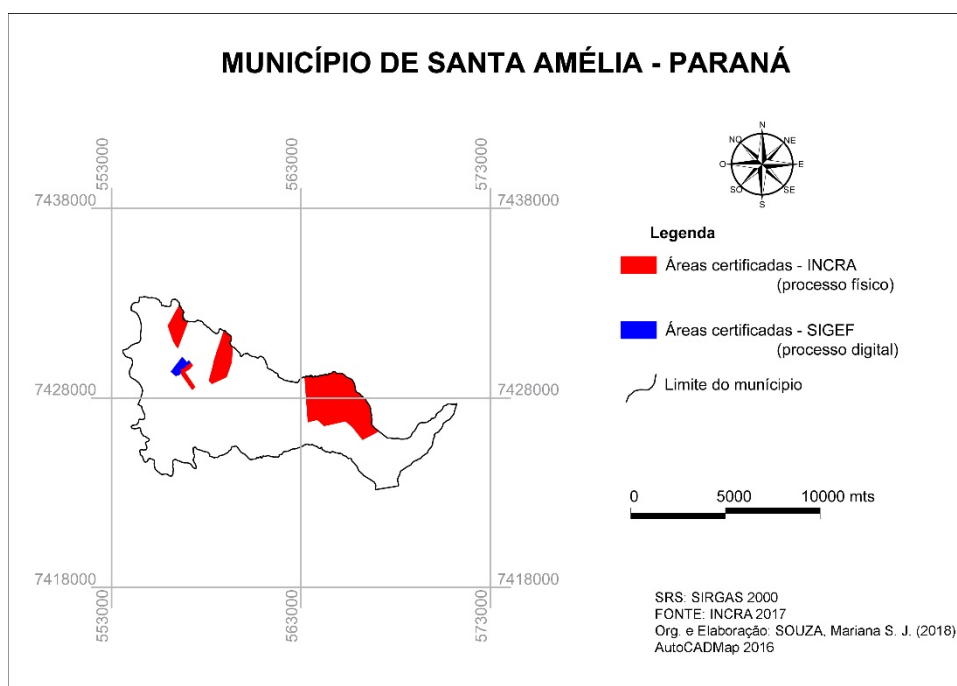 MUNICÍPIO DE SANTA AMÉLIA - PARANÁ
553000
563000
573000
N
NO
NE
O
E
SO
SE
S
7438000
7438000
Legenda
Áreas certificadas - INCRA
(processo físico)
Áreas certificadas - SIGEF
(processo digital)
Limite do munícipio
7428000
7428000
0
5000
10000 mts
7418000
7418000
553000
563000
573000
SRS: SIRGAS 2000
FONTE: INCRA 2017
Org. e Elaboração: SOUZA, Mariana S. J. (2018)
AutoCADMap 2016